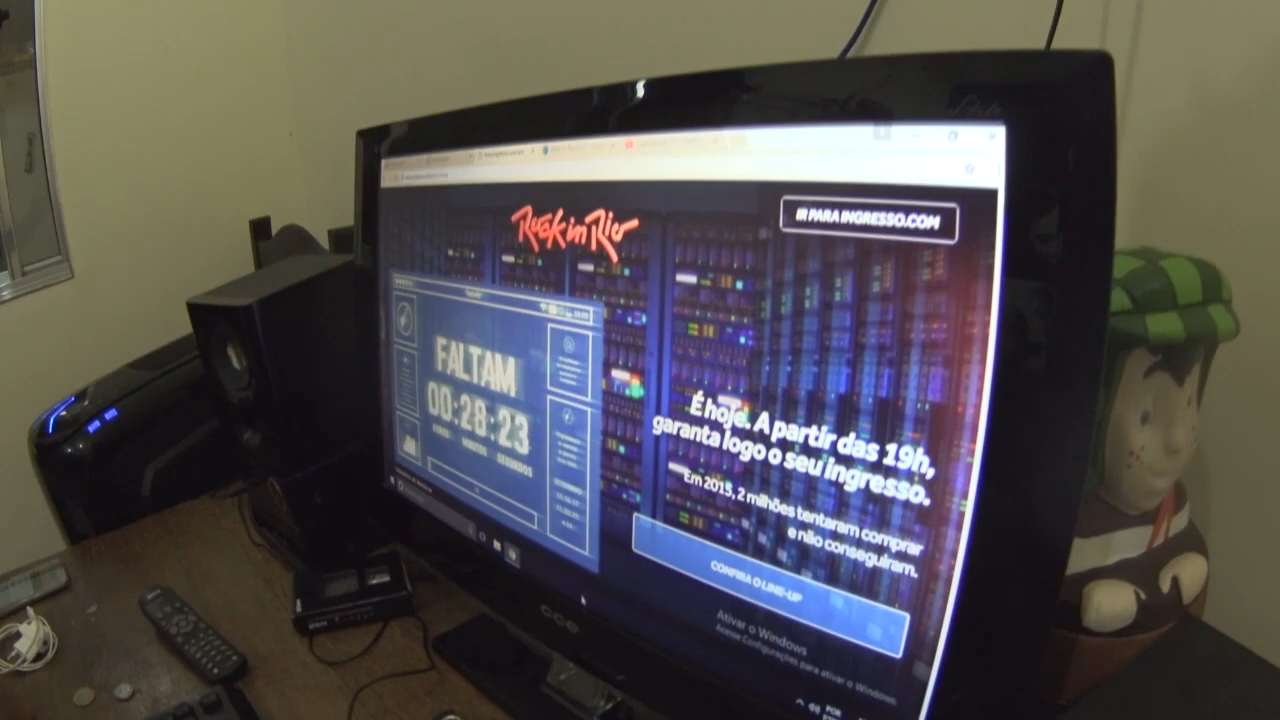 Rock in Rio
IR PARA INGRESSO.COM
FALTAM
00:28:23
HORAS MINUTOS SEGUNDOS
É hoje. A partir das 19h,
garanta logo o seu ingresso.
Em 2015, 2 milhões tentaram comprar
e não conseguiram.
CONFIRA O LINE-UP
Ativar o Windows
Acesse Configurações para ativar o Windows.
POR
CCE